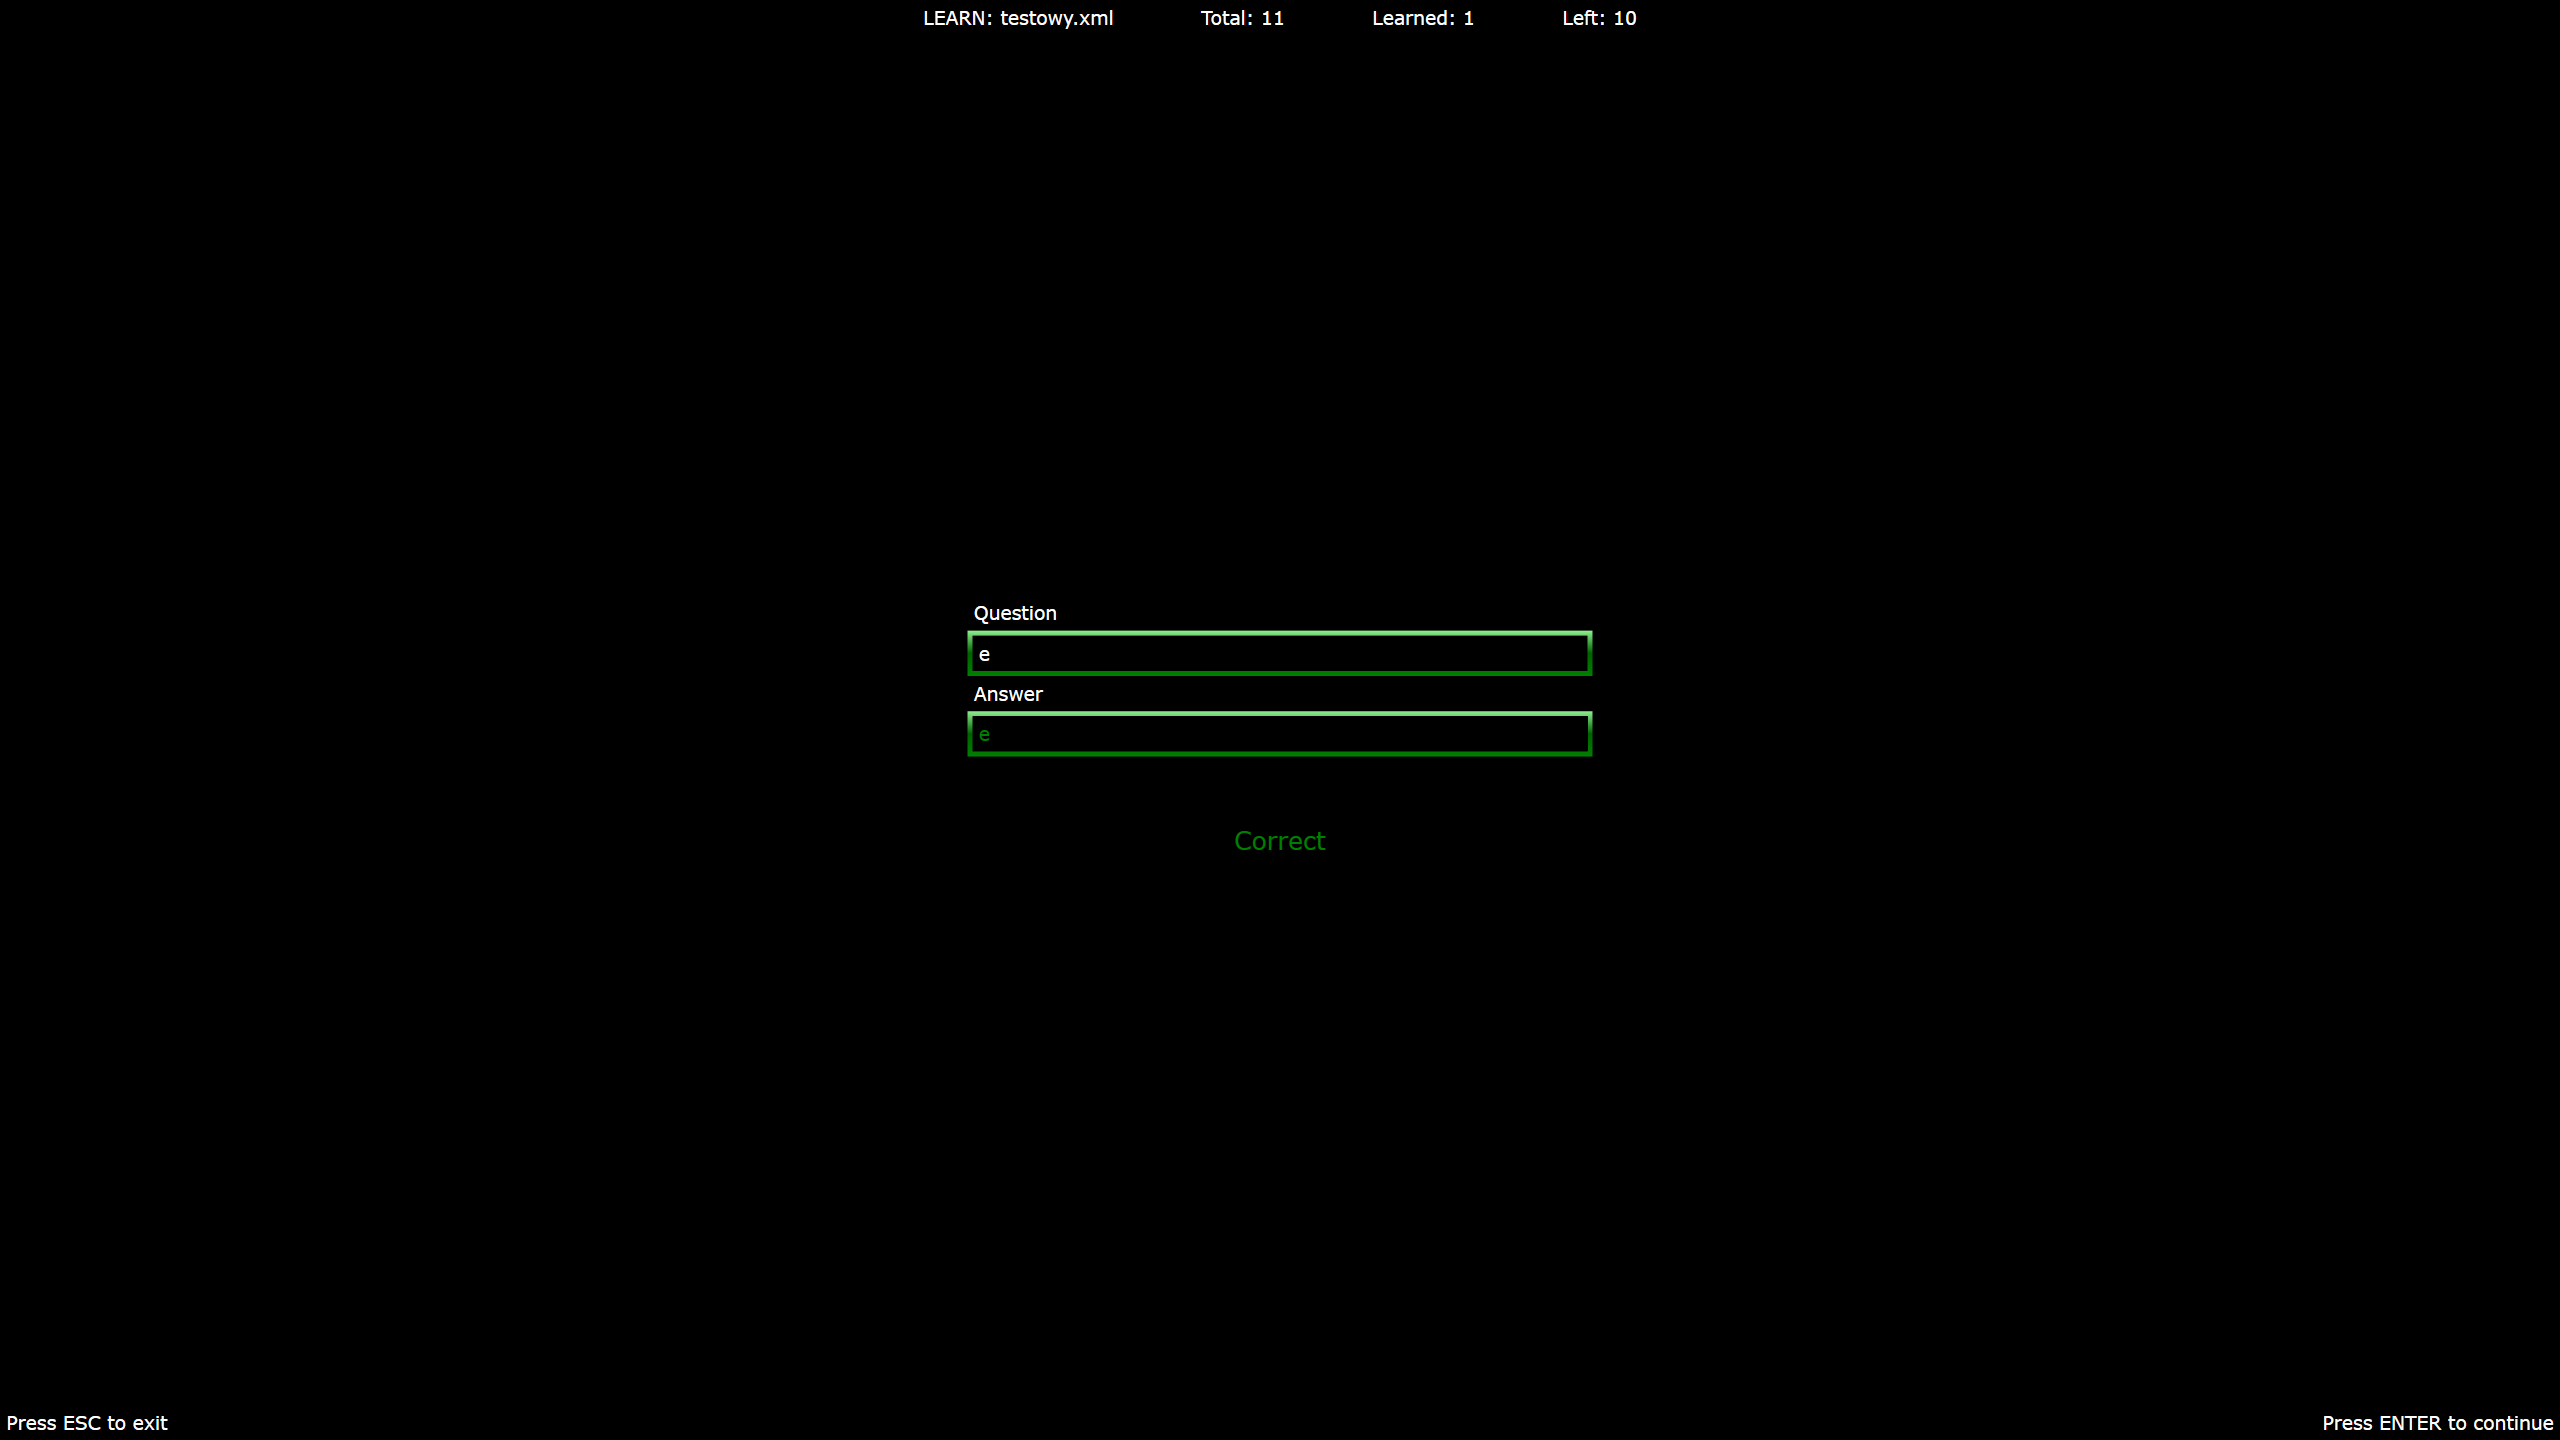 LEARN: testowy.xml Total: 11 Learned: 1 Left: 10
Question
e
Answer
e
Correct
Press ESC to exit Press ENTER to continue